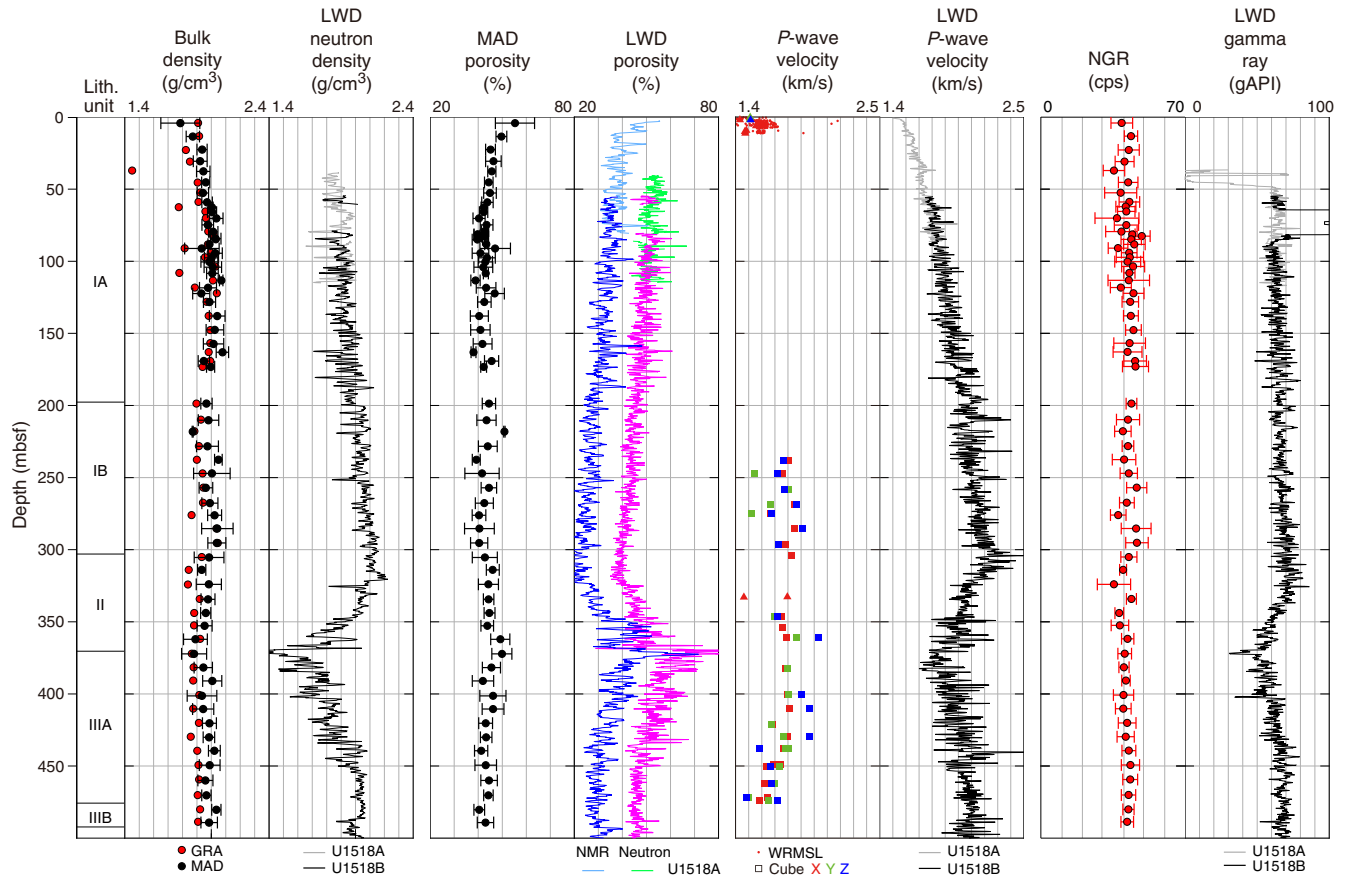 Lith.
unit
Bulk
density
(g/cm3)
1.4 2.4
LWD
neutron
density
(g/cm3)
1.4 2.4
MAD
porosity
(%)
20 80
LWD
porosity
(%)
20 80
P-wave
velocity
(km/s)
1.4 2.5
LWD
P-wave
velocity
(km/s)
1.4 2.5
NGR
(cps)
0 70
LWD
gamma
ray
(gAPI)
0 100
Depth (mbsf)
0
50
100
150
200
250
300
350
400
450
IA
IB
II
IIIA
IIIB
GRA
MAD
U1518A
U1518B
NMR Neutron
U1518A
WRMSL
Cube X Y Z
U1518A
U1518B
U1518A
U1518B